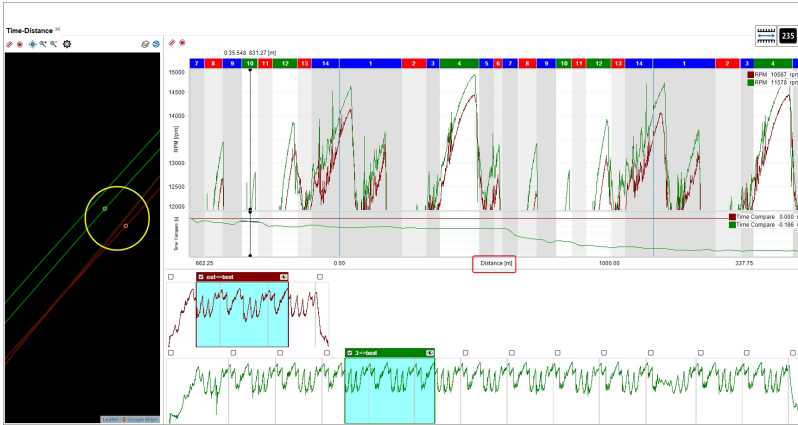 Time-Distance
235
0:35.548 831.27 [m]
7 8 9 10 11 12 13 14 1 2 3 4 5 6 7 8 9 10 11 12 13 14 1 2 3 4
15000
14000
13000
12500
12000
RPM [rpm]
RPM 10567 rpm
RPM 11578 rpm
Time Compare [s]
Time Compare 0.000 s
Time Compare -0.186 s
662.25 0.00 Distance [m] 1000.00 337.75
out<=best
3<=best
Leaflet - © Google Maps